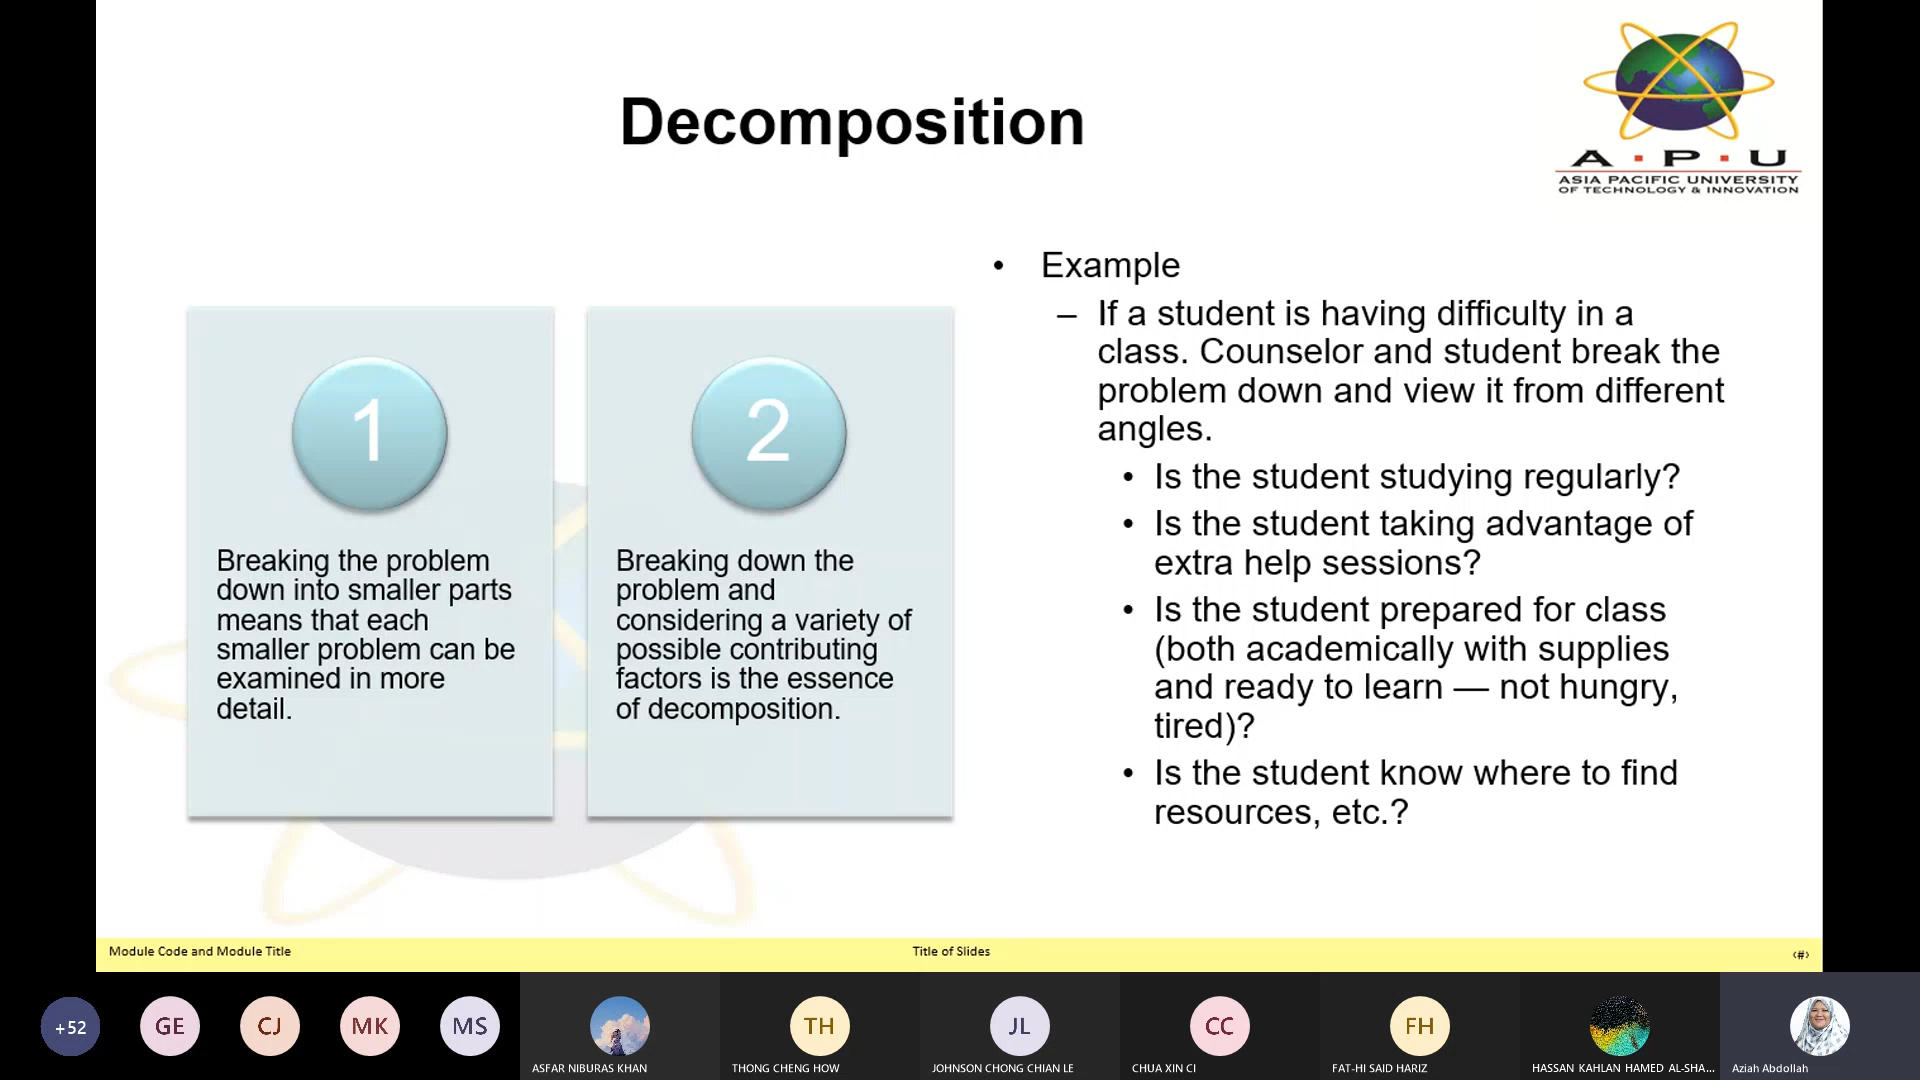 Decomposition
A · P · U
ASIA PACIFIC UNIVERSITY
OF TECHNOLOGY & INNOVATION
1
Breaking the problem
down into smaller parts
means that each
smaller problem can be
examined in more
detail.
2
Breaking down the
problem and
considering a variety of
possible contributing
factors is the essence
of decomposition.
• Example
– If a student is having difficulty in a
class. Counselor and student break the
problem down and view it from different
angles.
• Is the student studying regularly?
• Is the student taking advantage of
extra help sessions?
• Is the student prepared for class
(both academically with supplies
and ready to learn — not hungry,
tired)?
• Is the student know where to find
resources, etc.?
Module Code and Module Title
Title of Slides
‹#›
+52
GE
CJ
MK
MS
ASFAR NIBURAS KHAN
TH
THONG CHENG HOW
JL
JOHNSON CHONG CHIAN LE
CC
CHUA XIN CI
FH
FAT-HI SAID HARIZ
HASSAN KAHLAN HAMED AL-SHA...
Aziah Abdollah